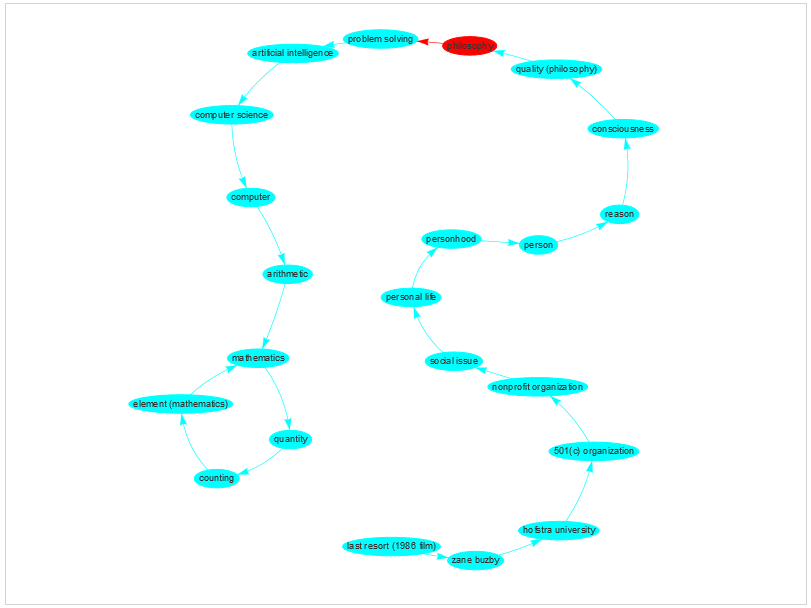 problem solving
philosophy
artificial intelligence
quality (philosophy)
computer science
consciousness
computer
reason
personhood
person
arithmetic
personal life
mathematics
social issue
nonprofit organization
element (mathematics)
quantity
501(c) organization
counting
hofstra university
last resort (1986 film)
zane buzby